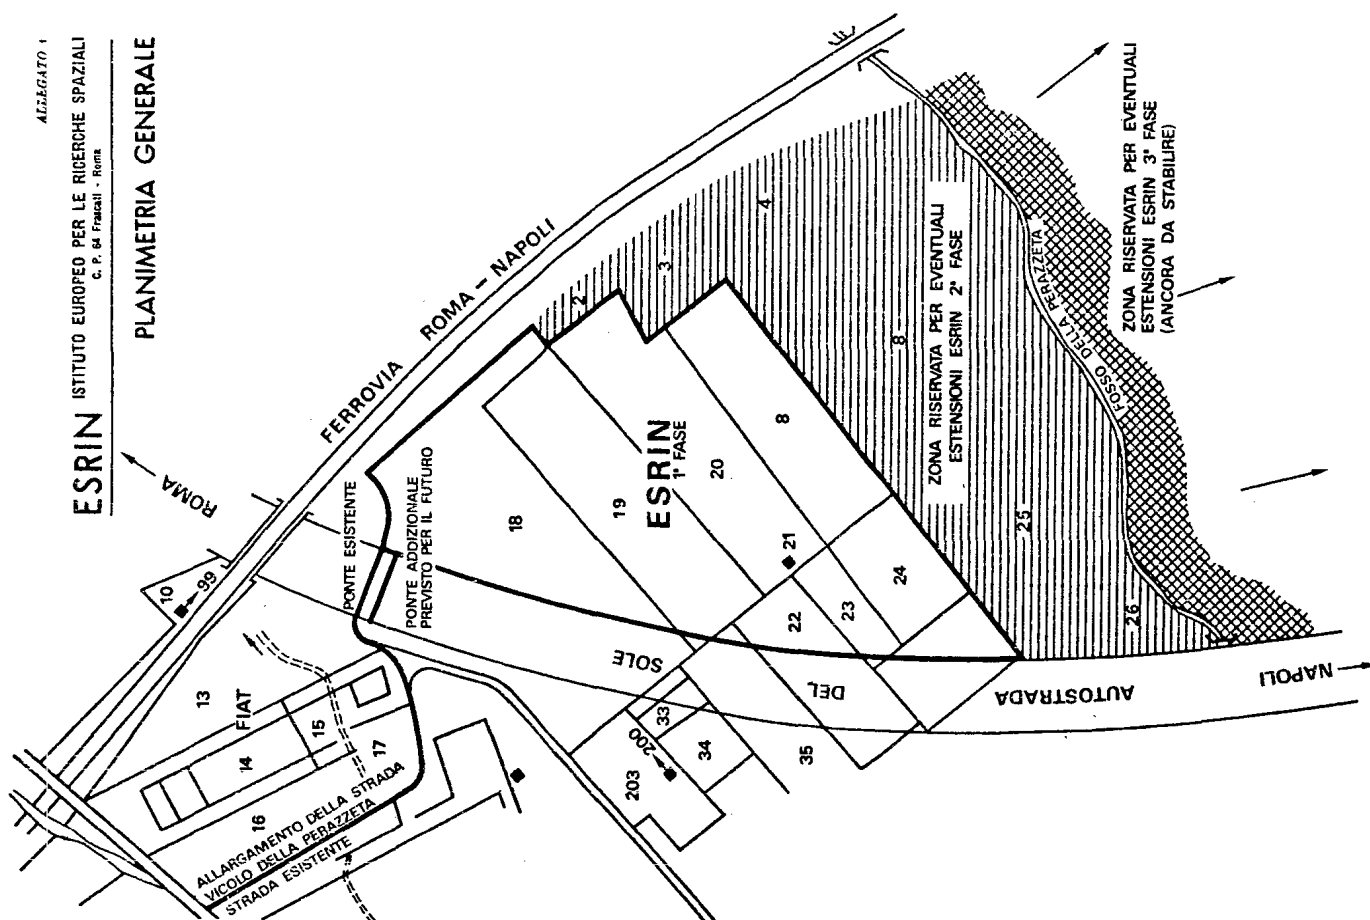 ALLEGATO 1
ESRIN
ISTITUTO EUROPEO PER LE RICERCHE SPAZIALI
C. P. 64 Frascati - Roma
PLANIMETRIA GENERALE
ROMA
FERROVIA ROMA – NAPOLI
10
99
13
FIAT
14
15
16
17
ALLARGAMENTO DELLA STRADA
VICOLO DELLA PERAZZETA
STRADA ESISTENTE
PONTE ESISTENTE
PONTE ADDIZIONALE
PREVISTO PER IL FUTURO
18
19
ESRIN
1ª FASE
20
8
21
22
23
24
2
3
4
8
ZONA RISERVATA PER EVENTUALI
ESTENSIONI ESRIN 2ª FASE
25
26
FOSSO DELLA PERAZZETA
ZONA RISERVATA PER EVENTUALI
ESTENSIONI ESRIN 3ª FASE
(ANCORA DA STABILIRE)
203
200
33
34
35
AUTOSTRADA
DEL
SOLE
NAPOLI